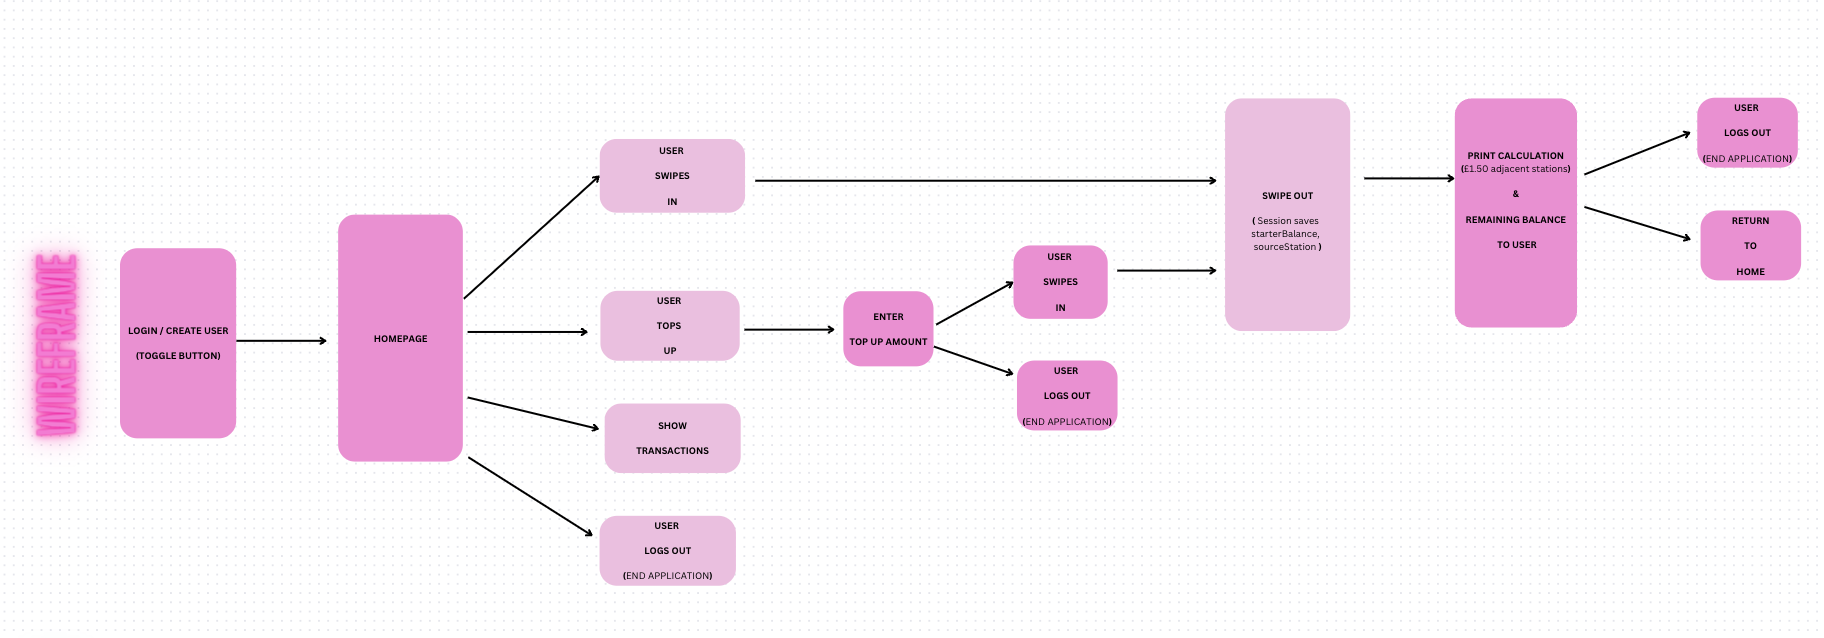 WIREFRAME
LOGIN / CREATE USER
(TOGGLE BUTTON)
HOMEPAGE
USER
SWIPES
IN
USER
TOPS
UP
SHOW
TRANSACTIONS
USER
LOGS OUT
(END APPLICATION)
ENTER
TOP UP AMOUNT
USER
SWIPES
IN
USER
LOGS OUT
(END APPLICATION)
SWIPE OUT
( Session saves
starterBalance,
sourceStation )
PRINT CALCULATION
(£1.50 adjacent stations)
&
REMAINING BALANCE
TO USER
USER
LOGS OUT
(END APPLICATION)
RETURN
TO
HOME